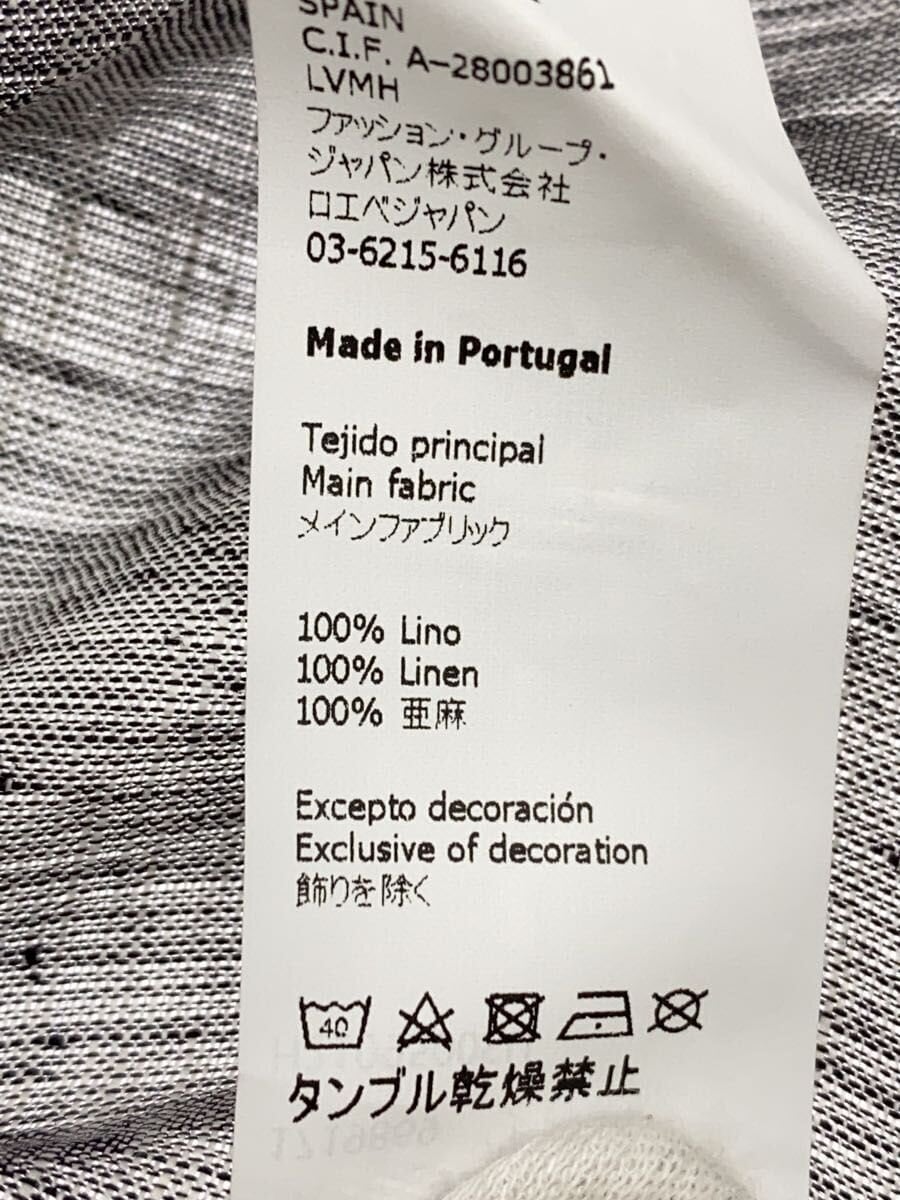 SPAIN
C.I.F. A-28003861
LVMH
ファッション・グループ・
ジャパン株式会社
ロエベジャパン
03-6215-6116
Made in Portugal
Tejido principal
Main fabric
メインファブリック
100% Lino
100% Linen
100% 亜麻
Excepto decoración
Exclusive of decoration
飾りを除く
40
タンブル乾燥禁止